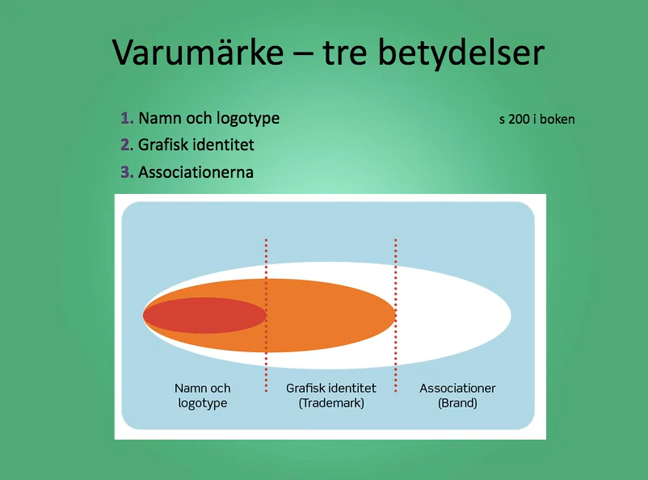 Varumärke – tre betydelser
1. Namn och logotype
s 200 i boken
2. Grafisk identitet
3. Associationerna
Namn och
logotype
Grafisk identitet
(Trademark)
Associationer
(Brand)